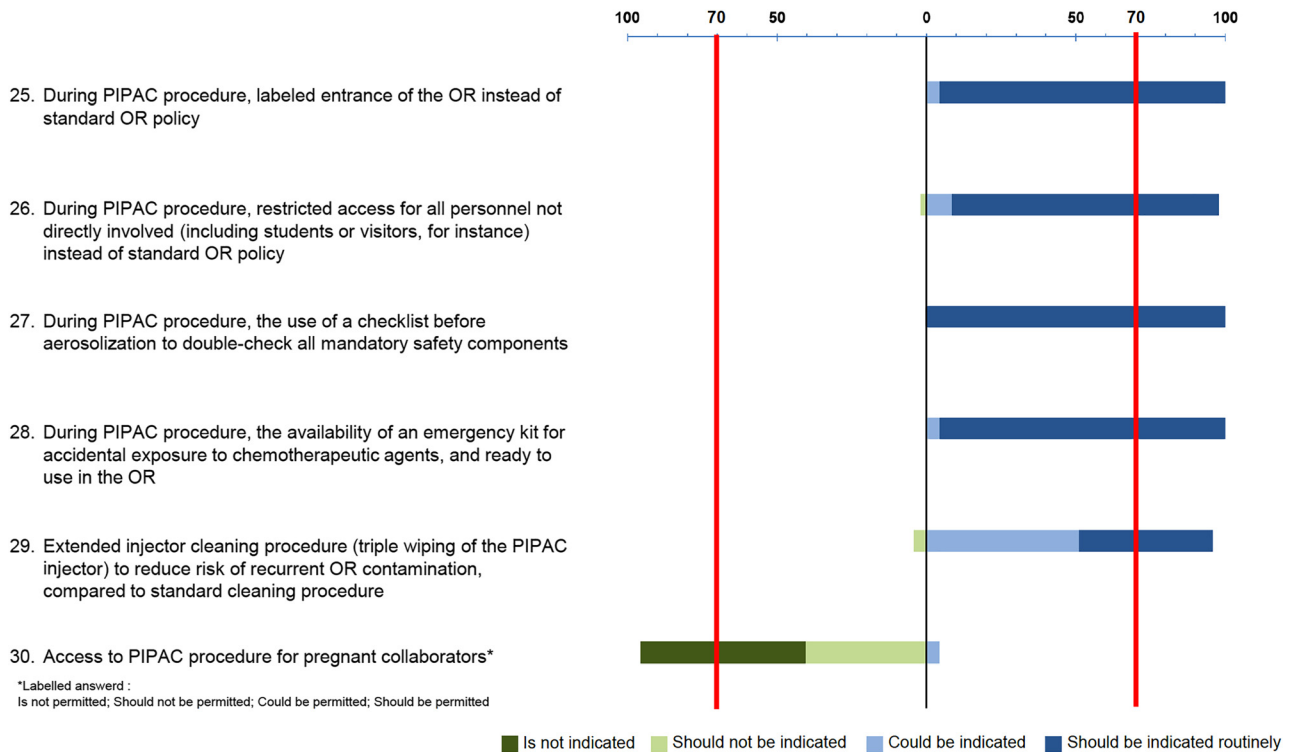 100 70 50 0 50 70 100
25. During PIPAC procedure, labeled entrance of the OR instead of
standard OR policy
26. During PIPAC procedure, restricted access for all personnel not
directly involved (including students or visitors, for instance)
instead of standard OR policy
27. During PIPAC procedure, the use of a checklist before
aerosolization to double-check all mandatory safety components
28. During PIPAC procedure, the availability of an emergency kit for
accidental exposure to chemotherapeutic agents, and ready to
use in the OR
29. Extended injector cleaning procedure (triple wiping of the PIPAC
injector) to reduce risk of recurrent OR contamination,
compared to standard cleaning procedure
30. Access to PIPAC procedure for pregnant collaborators*
*Labelled answerd :
Is not permitted; Should not be permitted; Could be permitted; Should be permitted
Is not indicated Should not be indicated Could be indicated Should be indicated routinely